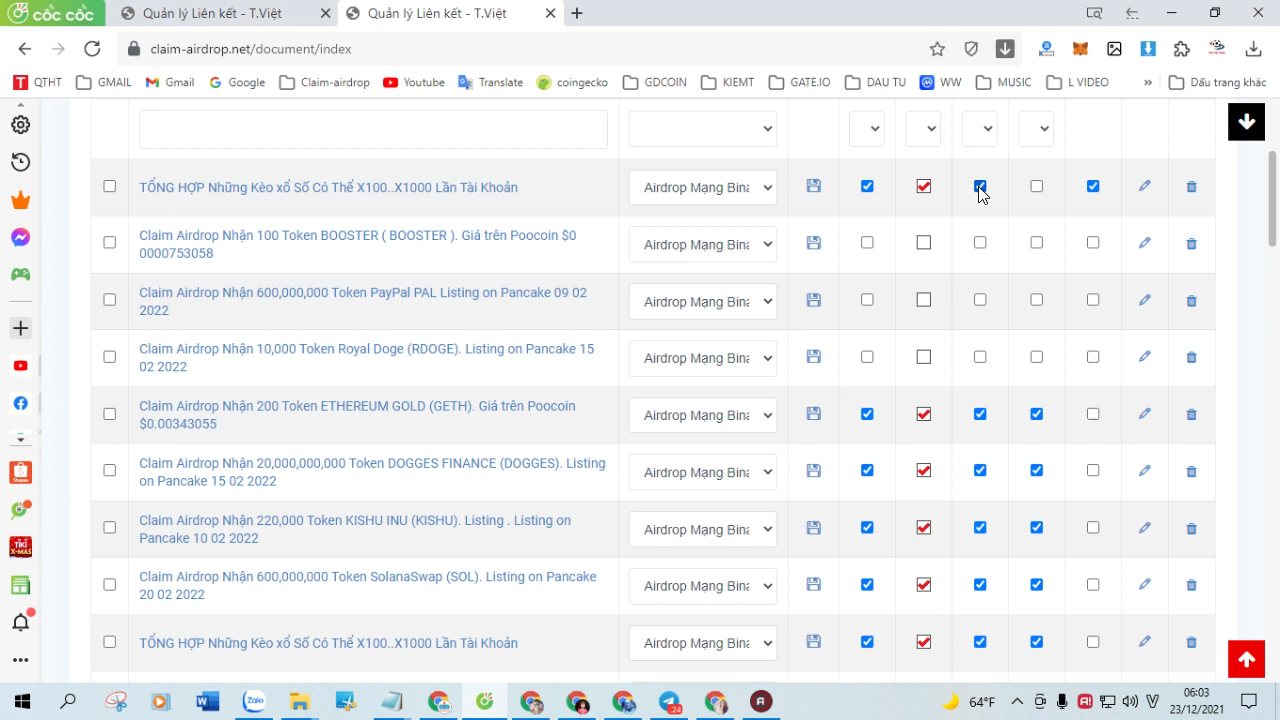 cốc cốc
Quản lý kết - T.Việt
Quản lý kết - T.Việt
claim-airdrop.net/document/index
QTHT
GMAIL
Gmail
Google
Claim-airdrop
Youtube
Translate
coingecko
GDCOIN
KIEMT
GATE.IO
DAU TU
WW
MUSIC
L VIDEO
»
Dấu trang khác
TỔNG HỢP Những Kèo xổ Số Có Thể X100..X1000 Lần Tài Khoản
Airdrop Mạng Bina
Claim Airdrop Nhận 100 Token BOOSTER ( BOOSTER ). Giá trên Poocoin $0
0000753058
Airdrop Mạng Bina
Claim Airdrop Nhận 600,000,000 Token PayPal PAL Listing on Pancake 09 02
2022
Airdrop Mạng Bina
Claim Airdrop Nhận 10,000 Token Royal Doge (RDOGE). Listing on Pancake 15
02 2022
Airdrop Mạng Bina
Claim Airdrop Nhận 200 Token ETHEREUM GOLD (GETH). Giá trên Poocoin
$0.00343055
Airdrop Mạng Bina
Claim Airdrop Nhận 20,000,000,000 Token DOGGES FINANCE (DOGGES). Listing
on Pancake 15 02 2022
Airdrop Mạng Bina
Claim Airdrop Nhận 220,000 Token KISHU INU (KISHU). Listing . Listing on
Pancake 10 02 2022
Airdrop Mạng Bina
Claim Airdrop Nhận 600,000,000 Token SolanaSwap (SOL). Listing on Pancake
20 02 2022
Airdrop Mạng Bina
TỔNG HỢP Những Kèo xổ Số Có Thể X100..X1000 Lần Tài Khoản
Airdrop Mạng Bina
Shopee
TIKI
X-MAS
Zalo
24
64°F
06:03
23/12/2021